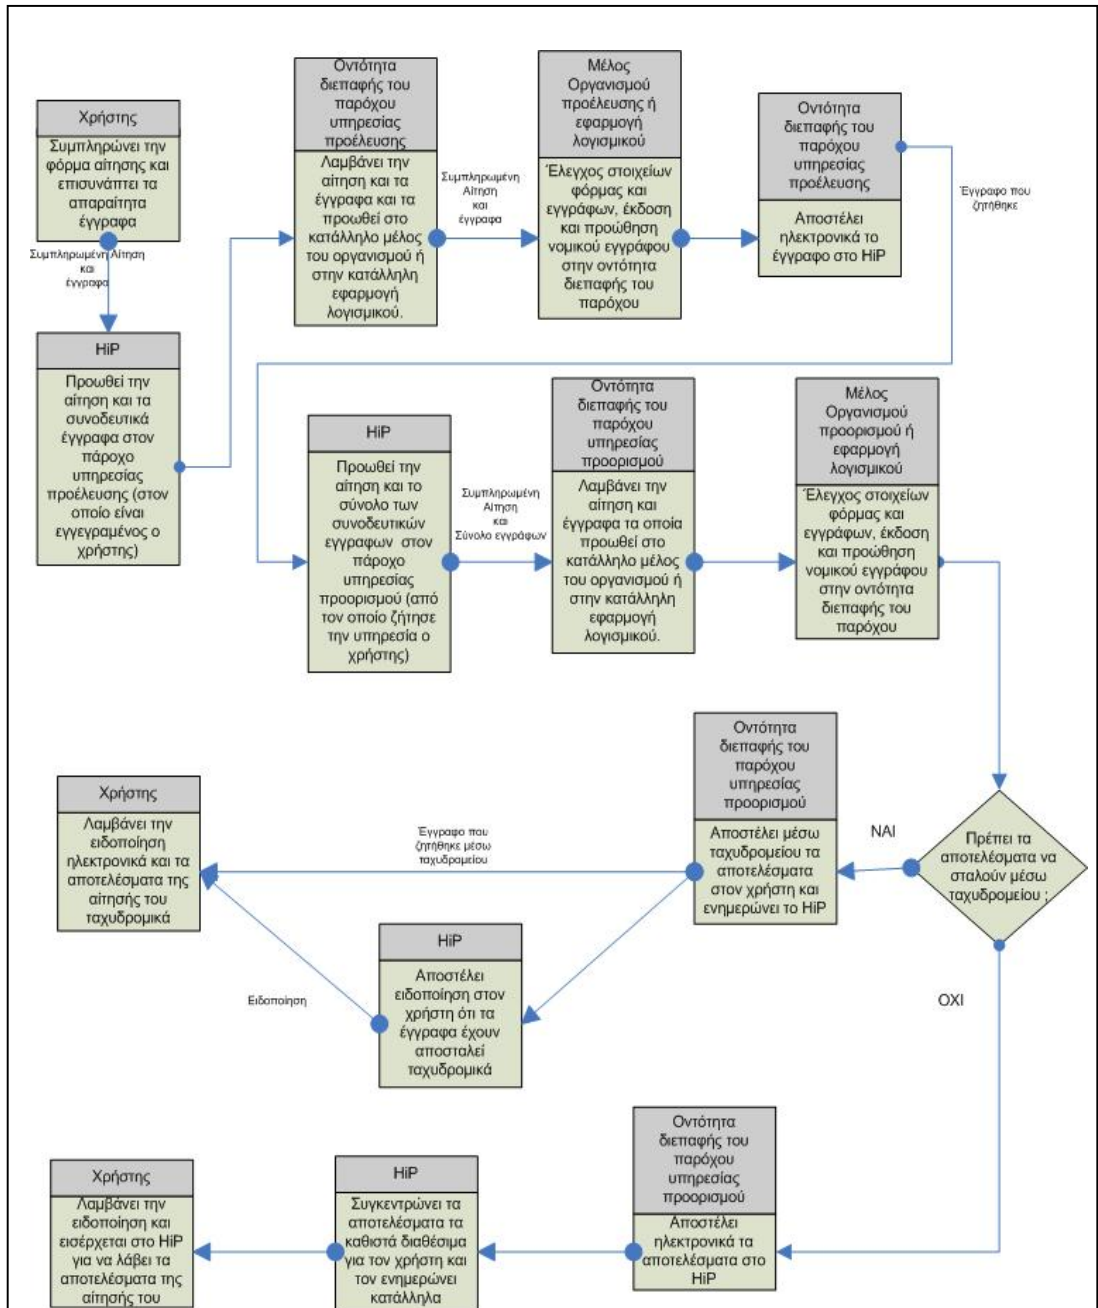 Χρήστης
Συμπληρώνει την
φόρμα αίτησης και
επισυνάπτει τα
απαραίτητα
έγγραφα
Συμπληρωμένη Αίτηση
και
έγγραφα
HiP
Προωθεί την
αίτηση και τα
συνοδευτικά
έγγραφα στον
πάροχο
υπηρεσίας
προέλευσης (στον
οποίο είναι
εγγεγραμένος ο
χρήστης)
Οντότητα
διεπαφής του
παρόχου
υπηρεσίας
προέλευσης
Λαμβάνει την
αίτηση και τα
έγγραφα και τα
προωθεί στο
κατάλληλο μέλος
του οργανισμού ή
στην κατάλληλη
εφαρμογή
λογισμικού.
Συμπληρωμένη
Αίτηση
και
έγγραφα
Μέλος
Οργανισμού
προέλευσης ή
εφαρμογή
λογισμικού
Έλεγχος στοιχείων
φόρμας και
εγγράφων, έκδοση
και προώθηση
νομικού εγγράφου
στην οντότητα
διεπαφής του
παρόχου
Οντότητα
διεπαφής του
παρόχου
υπηρεσίας
προέλευσης
Αποστέλει
ηλεκτρονικά το
έγγραφο στο HiP
Έγγραφο που
ζητήθηκε
HiP
Προωθεί την
αίτηση και το
σύνολο των
συνοδευτικών
εγγραφων στον
πάροχο
υπηρεσίας
προορισμού (από
τον οποίο ζήτησε
την υπηρεσία ο
χρήστης)
Συμπληρωμένη
Αίτηση
και
Σύνολο εγγράφων
Οντότητα
διεπαφής του
παρόχου
υπηρεσίας
προορισμού
Λαμβάνει την
αίτηση και
έγγραφα τα οποία
προωθεί στο
κατάλληλο μέλος
του οργανισμού ή
στην κατάλληλη
εφαρμογή
λογισμικού.
Μέλος
Οργανισμού
προορισμού ή
εφαρμογή
λογισμικού
Έλεγχος στοιχείων
φόρμας και
εγγράφων, έκδοση
και προώθηση
νομικού εγγράφου
στην οντότητα
διεπαφής του
παρόχου
Πρέπει τα
αποτελέσματα να
σταλούν μέσω
ταχυδρομείου ;
ΝΑΙ
Οντότητα
διεπαφής του
παρόχου
υπηρεσίας
προορισμού
Αποστέλει μέσω
ταχυδρομείου τα
αποτελέσματα
στον χρήστη και
ενημερώνει το HiP
Έγγραφο που
ζητήθηκε μέσω
ταχυδρομείου
Χρήστης
Λαμβάνει την
ειδοποίηση
ηλεκτρονικά και τα
αποτελέσματα της
αίτησής του
ταχυδρομικά
HiP
Αποστέλει
ειδοποίηση στον
χρήστη ότι τα
έγγραφα έχουν
αποσταλεί
ταχυδρομικά
Ειδοποίηση
ΟΧΙ
Οντότητα
διεπαφής του
παρόχου
υπηρεσίας
προορισμού
Αποστέλει
ηλεκτρονικά τα
αποτελέσματα στο
HiP
HiP
Συγκεντρώνει τα
αποτελέσματα τα
καθιστά διαθέσιμα
για τον χρήστη και
τον ενημερώνει
κατάλληλα
Χρήστης
Λαμβάνει την
ειδοποίηση και
εισέρχεται στο HiP
για να λάβει τα
αποτελέσματα της
αίτησής του